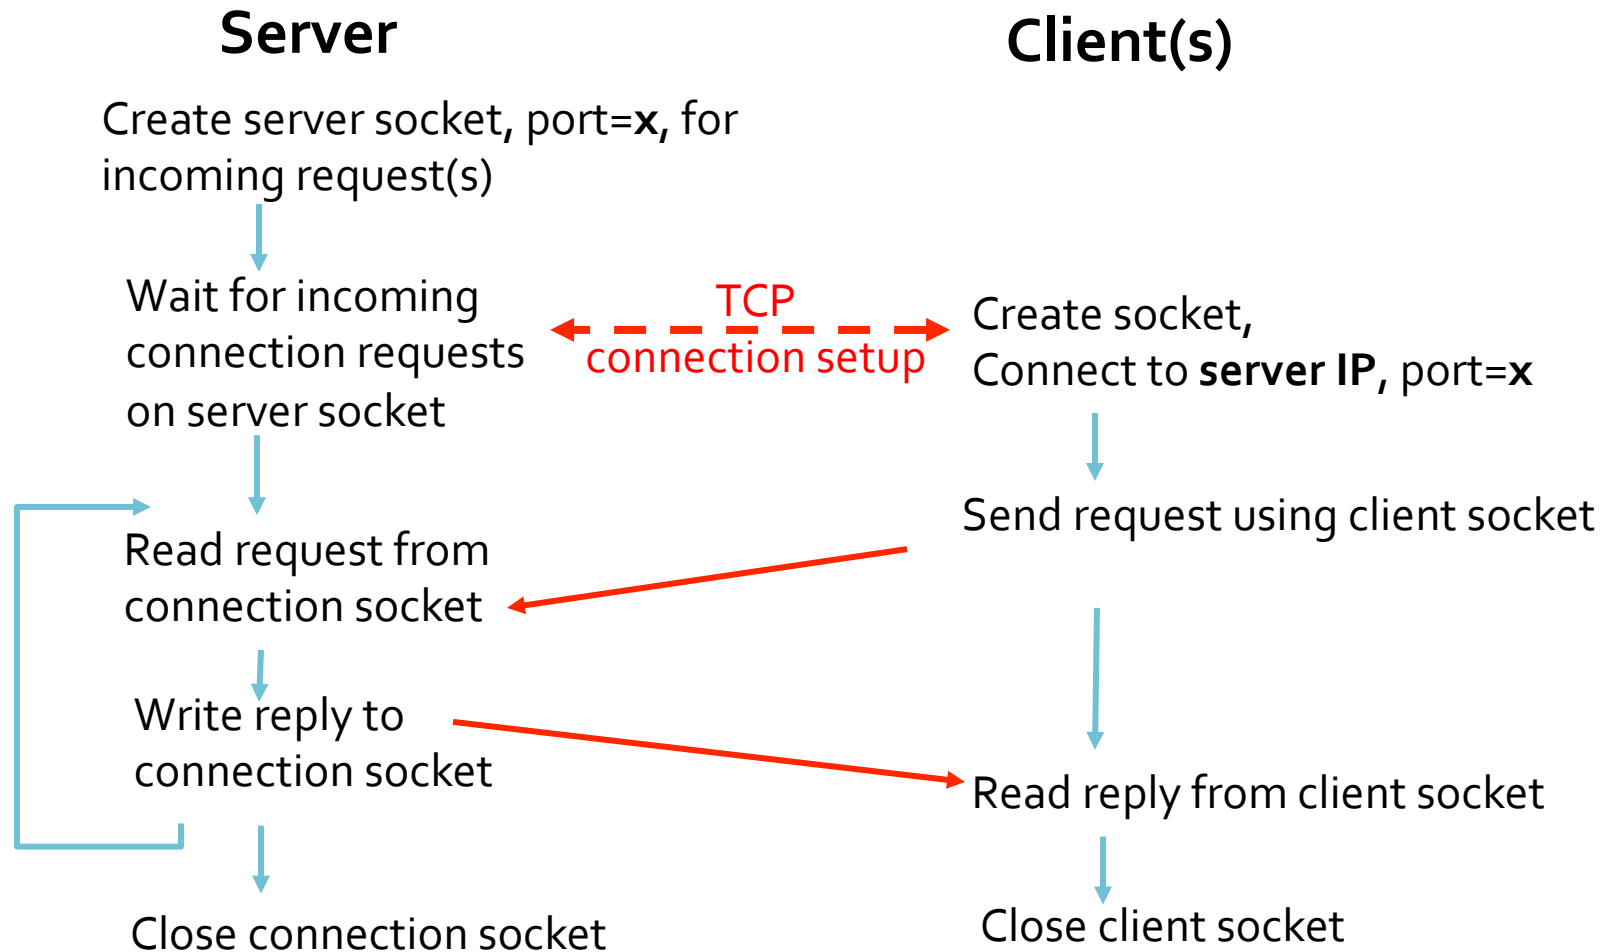 Server
Client(s)
Create server socket, port=x, for
incoming request(s)
Wait for incoming
connection requests
on server socket
TCP
connection setup
Create socket,
Connect to server IP, port=x
Send request using client socket
Read request from
connection socket
Write reply to
connection socket
Read reply from client socket
Close connection socket
Close client socket